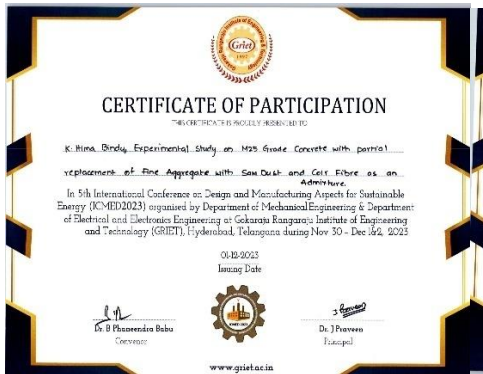 Griet
CERTIFICATE OF PARTICIPATION
THIS CERTIFICATE IS PROUDLY PRESENTED TO
K. Hima Bindu, Experimental Study on M25 Grade Concrete with partial
replacement of Fine Aggregate with Saw Dust and Coir Fibre as an
Admixture.
In 5th International Conference on Design and Manufacturing Aspects for Sustainable
Energy (ICMED2023) organised by Department of Mechanical Engineering & Department
of Electrical and Electronics Engineering at Gokaraju Rangaraju Institute of Engineering
and Technology (GRIET), Hyderabad, Telangana during Nov 30 - Dec 1&2, 2023
01-12-2023
Issuing Date
Dr. B Phaneendra Babu
Convenor
Dr. J Praveen
Principal
www.griet.ac.in